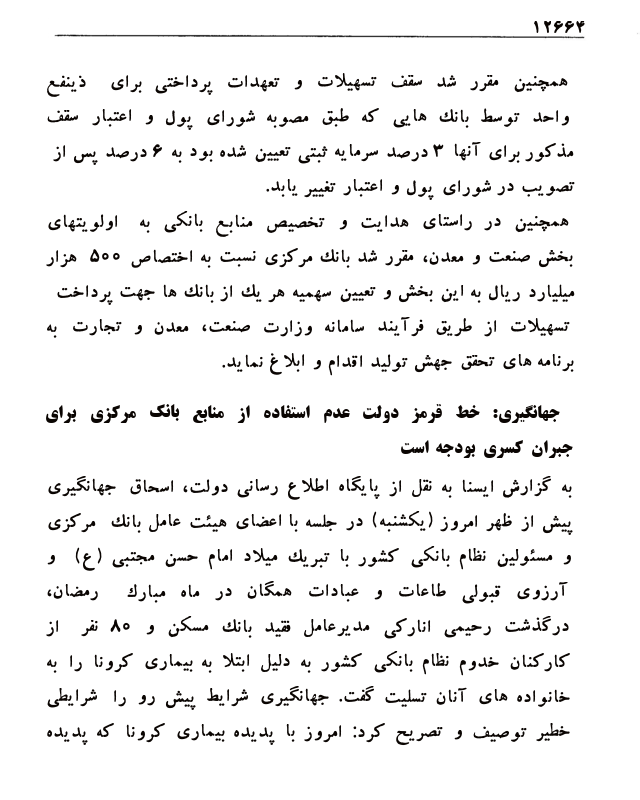 ۱۲۶۶۴
همچنین مقرر شد سقف تسهیلات و تعهدات پرداختی برای ذینفع
واحد توسط بانك هایی که طبق مصوبه شورای پول و اعتبار سقف
مذکور برای آنها ۳ درصد سرمایه ثبتی تعیین شده بود به ۶ درصد پس از
تصویب در شورای پول و اعتبار تغییر یابد.
همچنین در راستای هدایت و تخصیص منابع بانکی به اولویتهای
بخش صنعت و معدن، مقرر شد بانك مرکزی نسبت به اختصاص ۵۰۰ هزار
میلیارد ریال به این بخش و تعیین سهمیه هر یك از بانك ها جهت پرداخت
تسهیلات از طریق فرآیند سامانه وزارت صنعت، معدن و تجارت به
برنامه های تحقق جهش تولید اقدام و ابلاغ نماید.
جهانگیری: خط قرمز دولت عدم استفاده از منابع بانک مرکزی برای
جبران کسری بودجه است
به گزارش ایسنا به نقل از پایگاه اطلاع رسانی دولت، اسحاق جهانگیری
پیش از ظهر امروز (یکشنبه) در جلسه با اعضای هیئت عامل بانك مرکزی
و مسئولین نظام بانکی کشور با تبریك میلاد امام حسن مجتبی (ع) و
آرزوی قبولی طاعات و عبادات همگان در ماه مبارك رمضان،
درگذشت رحیمی انارکی مدیرعامل فقید بانك مسکن و ۸۰ نفر از
کارکنان خدوم نظام بانکی کشور به دلیل ابتلا به بیماری کرونا را به
خانواده های آنان تسلیت گفت. جهانگیری شرایط پیش رو را شرایطی
خطیر توصیف و تصریح کرد: امروز با پدیده بیماری کرونا که پدیده